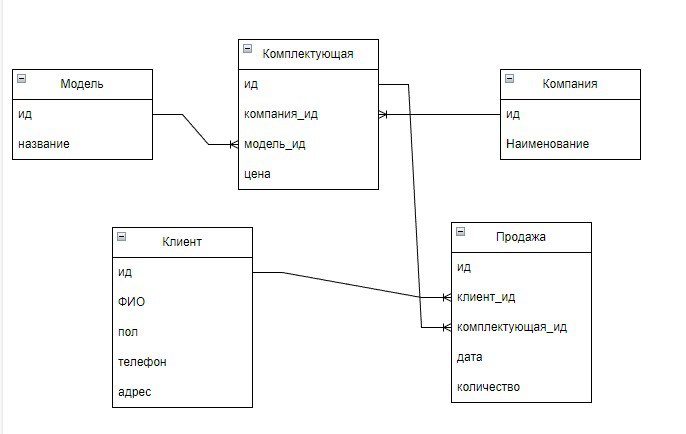 Модель
ид
название
Комплектующая
ид
компания_ид
модель_ид
цена
Компания
ид
Наименование
Клиент
ид
ФИО
пол
телефон
адрес
Продажа
ид
клиент_ид
комплектующая_ид
дата
количество